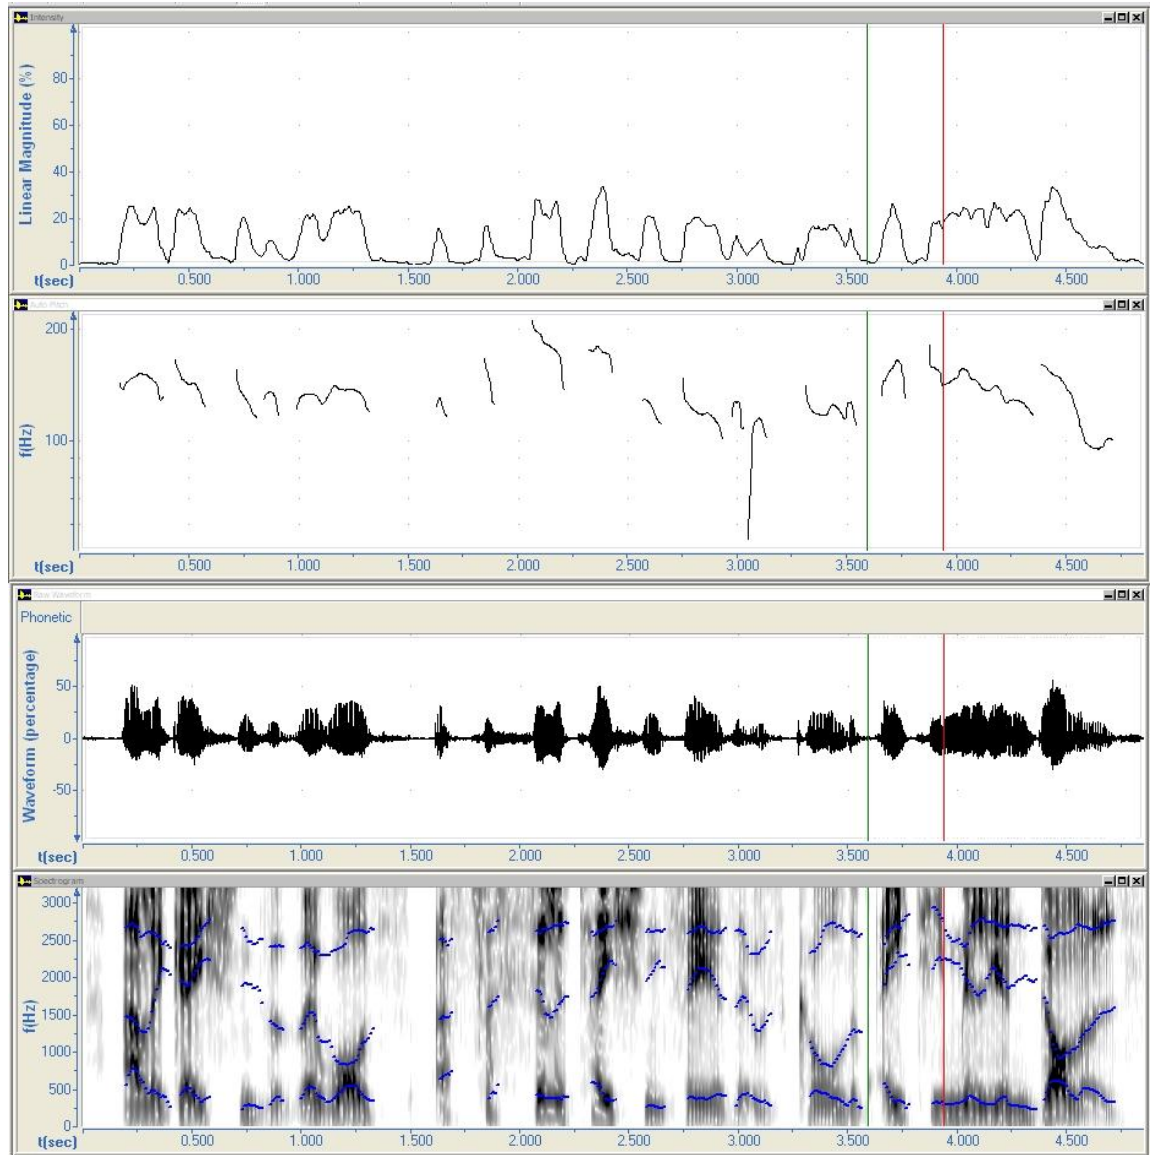 Intensity
Linear Magnitude (%)
80
60
40
20
0
t(sec)
0.500 1.000 1.500 2.000 2.500 3.000 3.500 4.000 4.500
Auto Pitch
f(Hz)
200
100
t(sec)
0.500 1.000 1.500 2.000 2.500 3.000 3.500 4.000 4.500
Raw Waveform
Phonetic
Waveform (percentage)
50
0
-50
t(sec)
0.500 1.000 1.500 2.000 2.500 3.000 3.500 4.000 4.500
Spectrogram
f(Hz)
3000
2500
2000
1500
1000
500
0
t(sec)
0.500 1.000 1.500 2.000 2.500 3.000 3.500 4.000 4.500